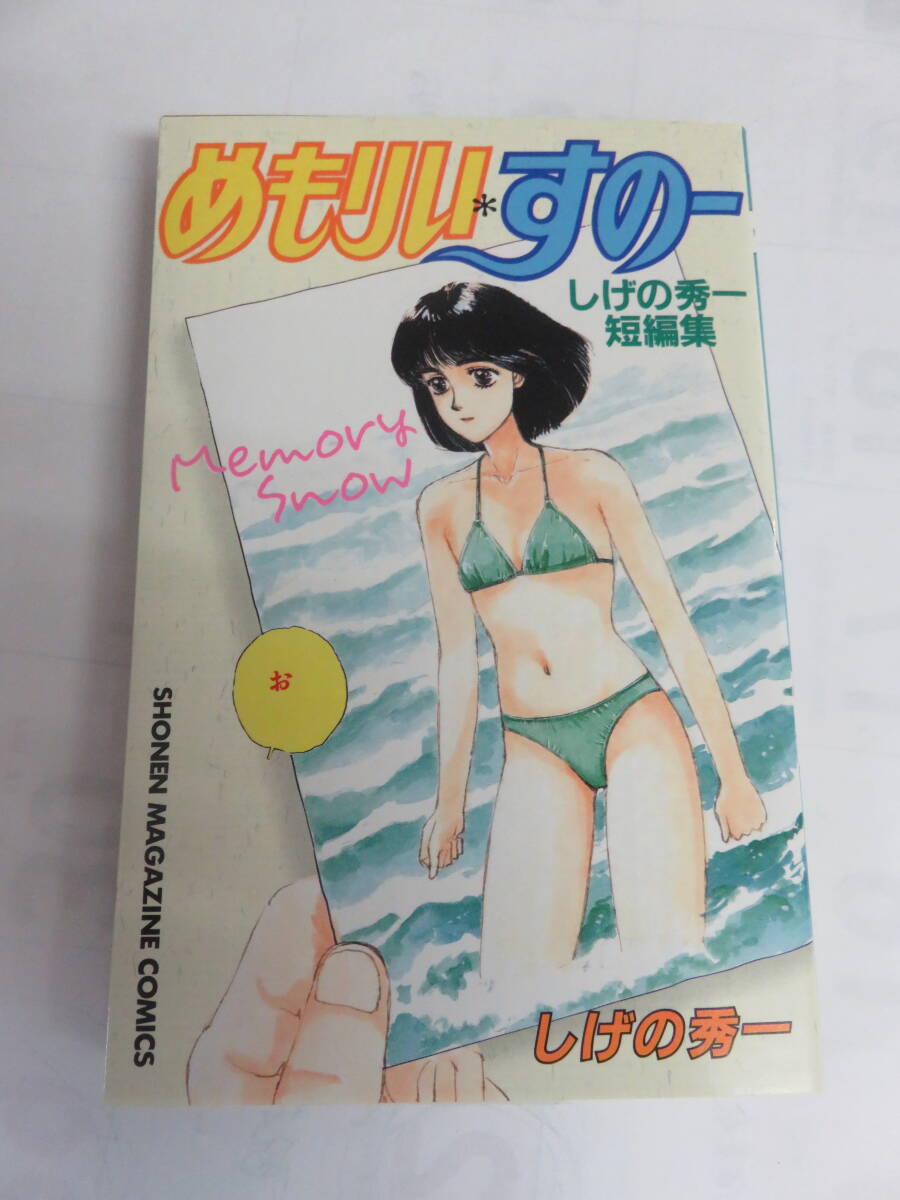 めもりい*すのー
しげの秀一
短編集
Memory
Snow
お
SHONEN MAGAZINE COMICS
しげの秀一